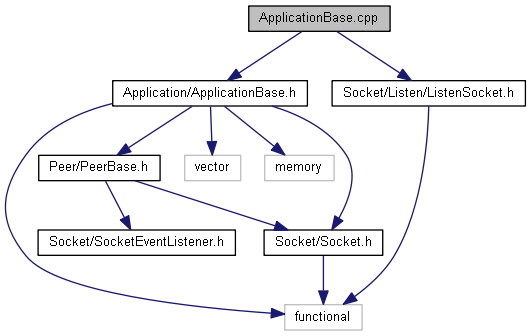 ApplicationBase.cpp
Application/ApplicationBase.h
Socket/Listen/ListenSocket.h
Peer/PeerBase.h
vector
memory
Socket/SocketEventListener.h
Socket/Socket.h
functional